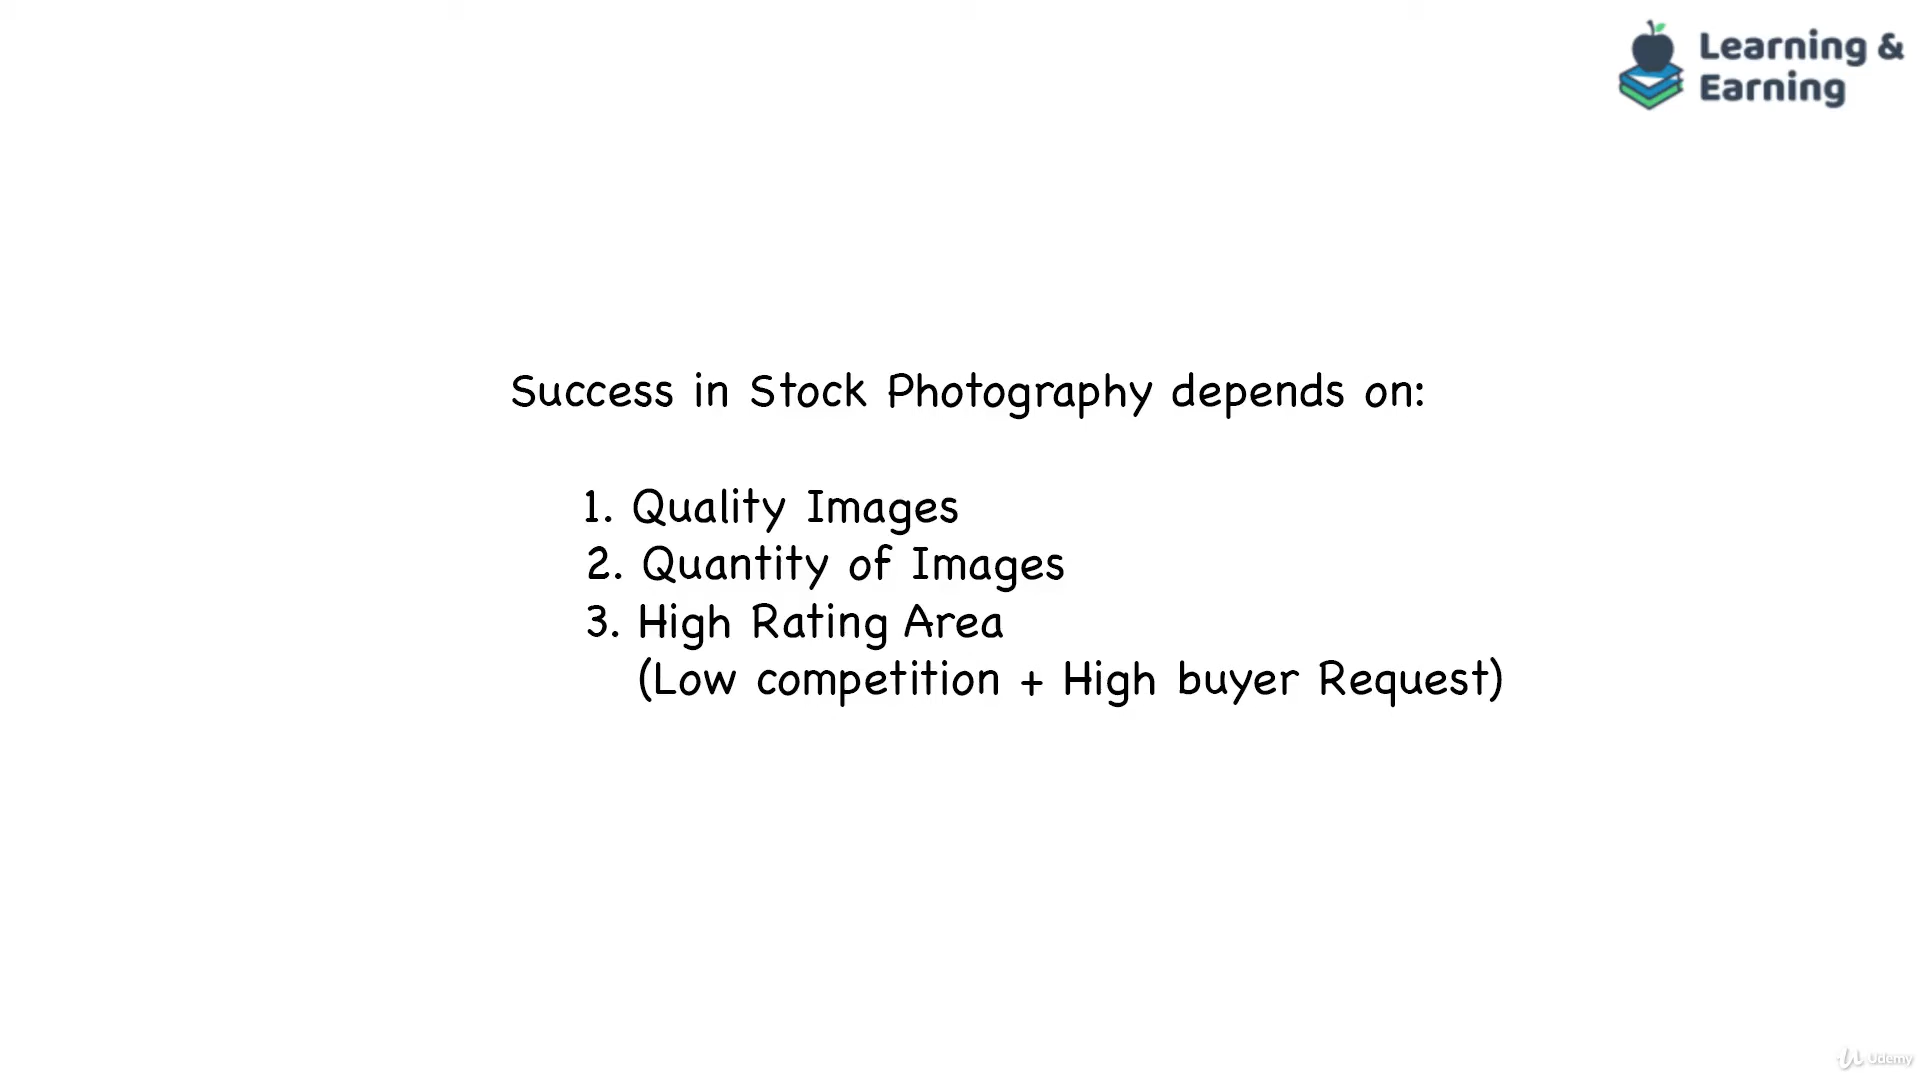 Learning &
Earning
Success in Stock Photography depends on:
1. Quality Images
2. Quantity of Images
3. High Rating Area
(Low competition + High buyer Request)
Udemy